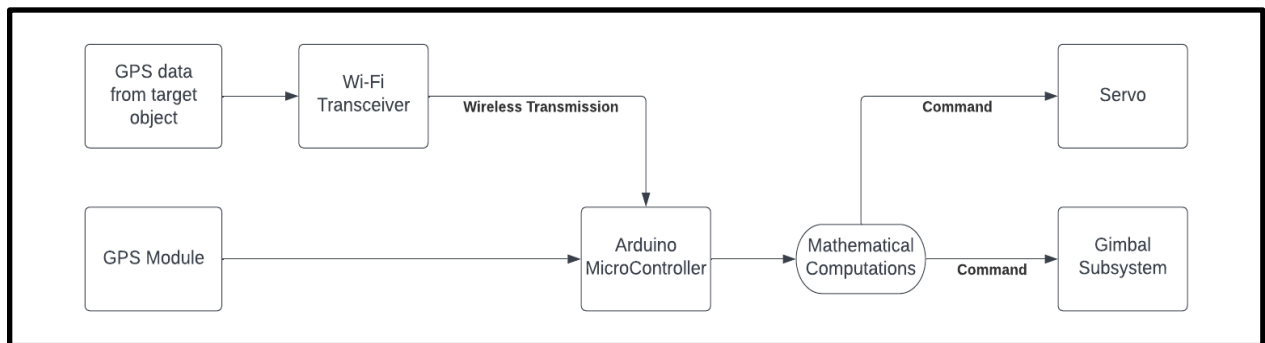 GPS data
from target
object
Wi-Fi
Transceiver
Wireless Transmission
Command
Servo
GPS Module
Arduino
MicroController
Mathematical
Computations
Command
Gimbal
Subsystem